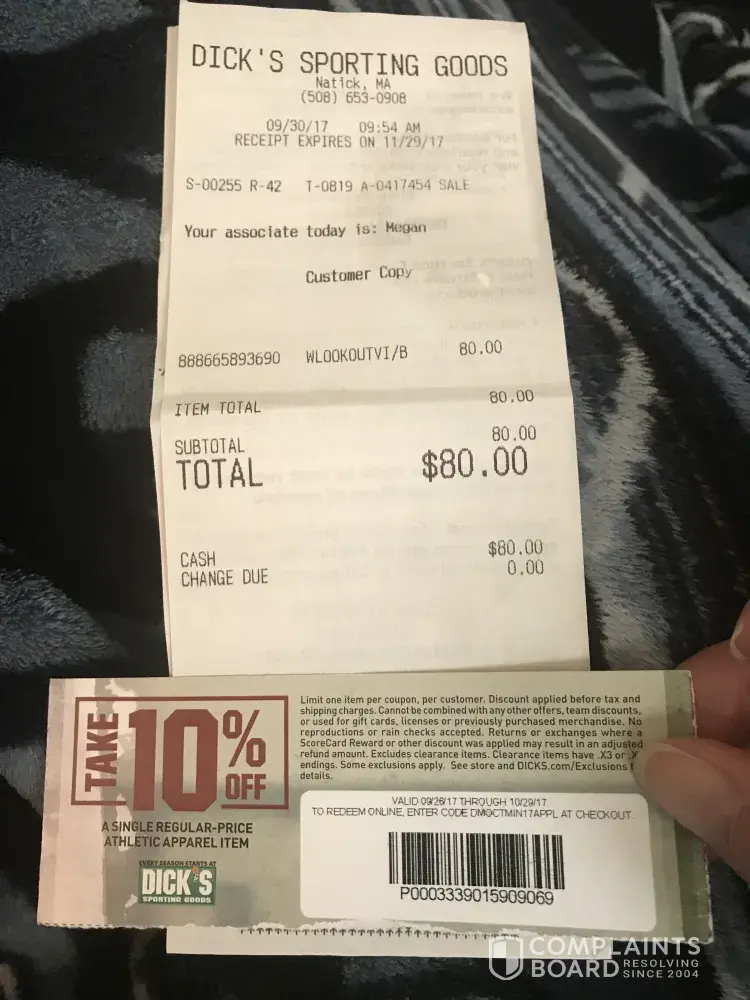 DICK'S SPORTING GOODS
Natick, MA
(508) 653-0908
09/30/17 09:54 AM
RECEIPT EXPIRES ON 11/29/17
S-00255 R-42 T-0819 A-0417454 SALE
Your associate today is: Megan
Customer Copy
888665893690 WLOOKOUTVI/B 80.00
ITEM TOTAL 80.00
SUBTOTAL 80.00
TOTAL $80.00
CASH $80.00
CHANGE DUE 0.00
TAKE 10% OFF
A SINGLE REGULAR-PRICE
ATHLETIC APPAREL ITEM
EVERY SEASON STARTS AT
DICK'S
SPORTING GOODS
Limit one item per coupon, per customer. Discount applied before tax and
shipping charges. Cannot be combined with any other offers, team discounts,
or used for gift cards, licenses or previously purchased merchandise. No
reproductions or rain checks accepted. Returns or exchanges where a
ScoreCard Reward or other discount was applied may result in an adjusted
refund amount. Excludes clearance items. Clearance items have .X3 or
endings. Some exclusions apply. See store and DICKS.com/Exclusions
details.
VALID 09/26/17 THROUGH 10/29/17
TO REDEEM ONLINE, ENTER CODE DMQCTMIN17APPL AT CHECKOUT.
P0003339015909069
COMPLAINTS
BOARD RESOLVING
SINCE 2004